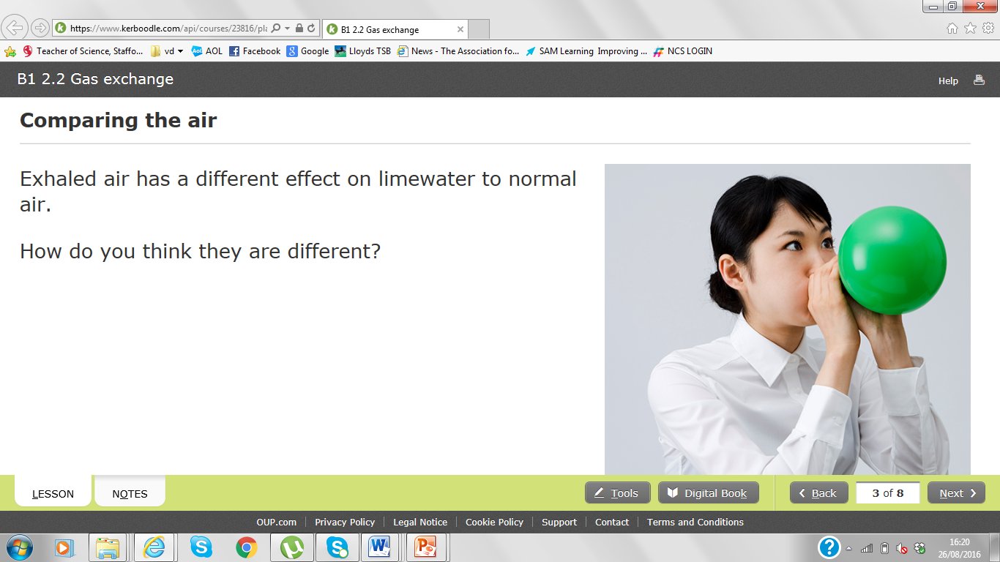 https://www.kerboodle.com/api/courses/23816/pla
B1 2.2 Gas exchange
Teacher of Science, Staffo...
vd
AOL
Facebook
Google
Lloyds TSB
News - The Association fo...
SAM Learning Improving ...
NCS LOGIN
B1 2.2 Gas exchange
Help
Comparing the air
Exhaled air has a different effect on limewater to normal
air.
How do you think they are different?
LESSON
NOTES
Tools
Digital Book
Back
3 of 8
Next
OUP.com
Privacy Policy
Legal Notice
Cookie Policy
Support
Contact
Terms and Conditions
16:20
26/08/2016